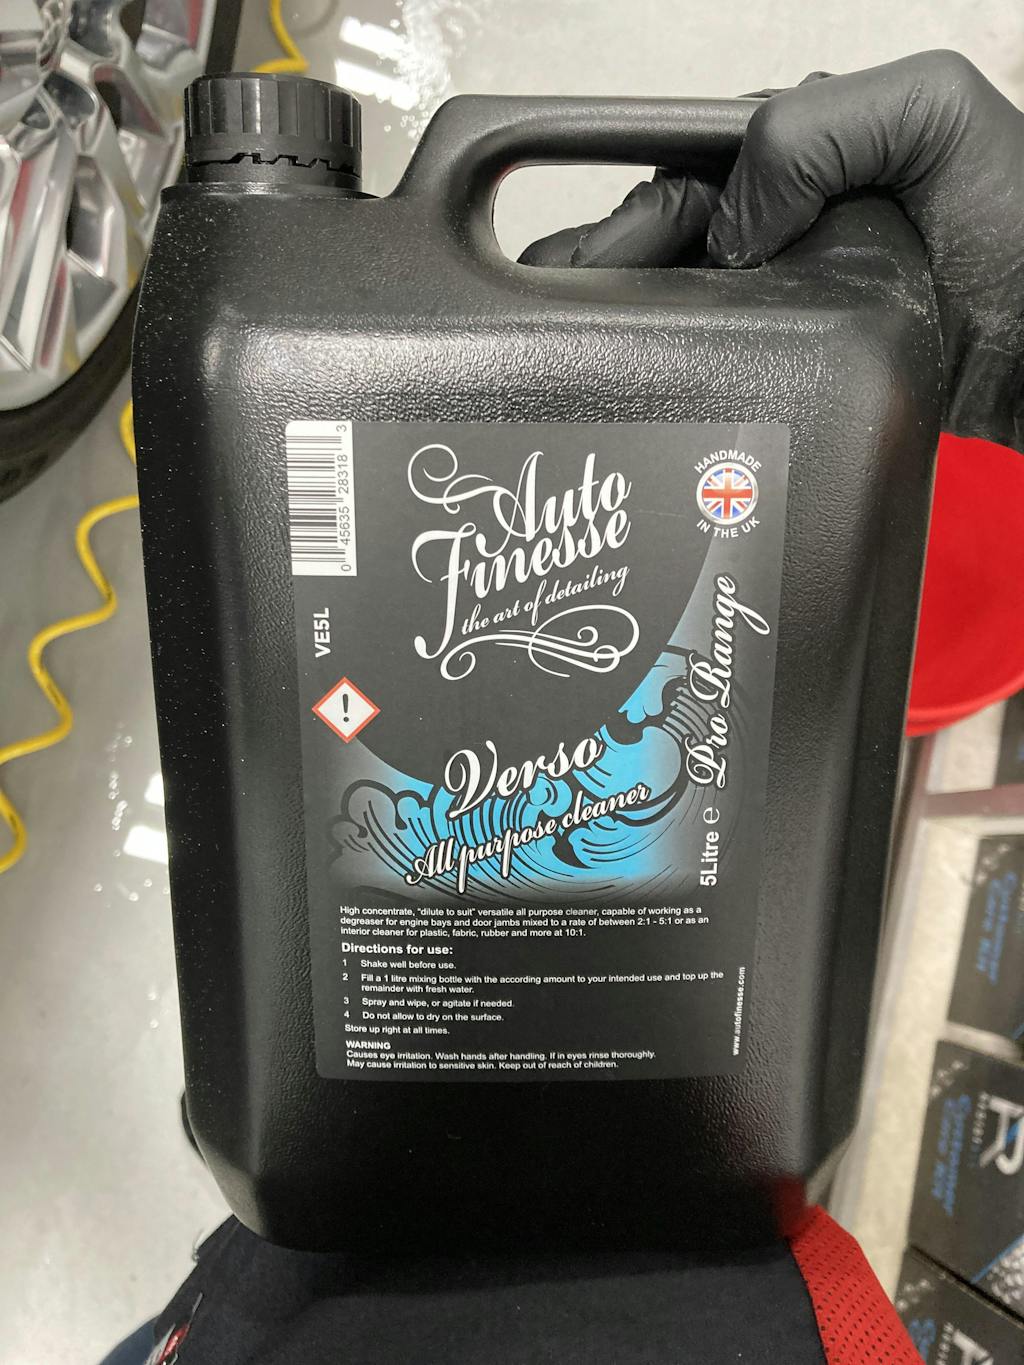 0 45635 28318 3
VE5L
Auto
Finesse
the art of detailing
HANDMADE
IN THE UK
Pro Range
5Litre ℮
Verso
All purpose cleaner
High concentrate, "dilute to suit" versatile all purpose cleaner, capable of working as a
degreaser for engine bays and door jambs mixed to a rate of between 2:1 - 5:1 or as an
interior cleaner for plastic, fabric, rubber and more at 10:1.
Directions for use:
1 Shake well before use.
2 Fill a 1 litre mixing bottle with the according amount to your intended use and top up the
remainder with fresh water.
3 Spray and wipe, or agitate if needed.
4 Do not allow to dry on the surface.
Store up right at all times.
WARNING
Causes eye irritation. Wash hands after handling. If in eyes rinse thoroughly.
May cause irritation to sensitive skin. Keep out of reach of children.
www.autofinesse.com